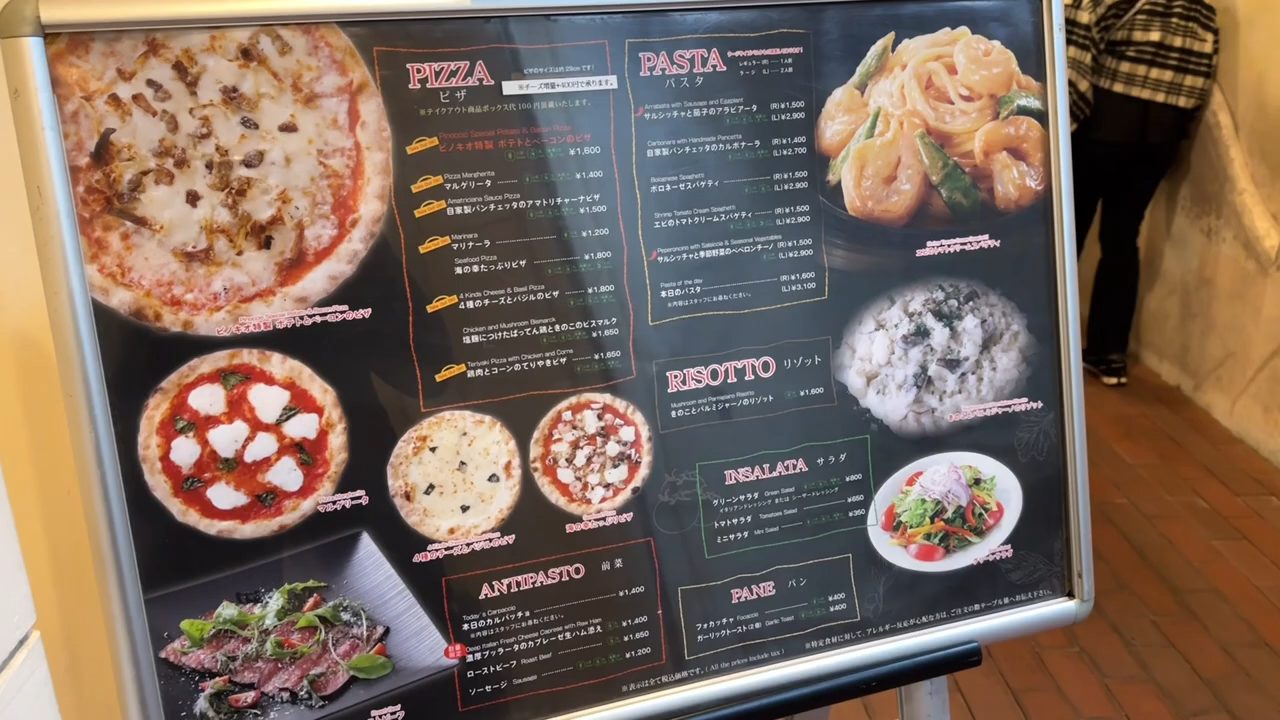 PIZZA
ピザ
ピザのサイズは約29cmです!
※チーズ増量+400円で承ります。
※テイクアウト商品ボックス代100円頂戴いたします。
Pinocchio Special Potato & Bacon Pizza
ピノキオ特製 ポテトとベーコンのピザ
¥1,600
Pizza Margherita
マルゲリータ ¥1,400
Amatriciana Sauce Pizza
自家製パンチェッタのアマトリチャーナピザ
¥1,500
Marinara
マリナーラ ¥1,200
Seafood Pizza
海の幸たっぷりピザ ¥1,800
4 Kinds Cheese & Basil Pizza
4種のチーズとバジルのピザ ¥1,800
Chicken and Mushroom Bismarck
塩麹につけたばってん鶏ときのこのビスマルク
¥1,650
Teriyaki Pizza with Chicken and Corns
鶏肉とコーンのてりやきピザ ¥1,650
PASTA
パスタ
レギュラー (R) 1人前
ラージ (L) 2人前
Arrabiata with Sausage and Eggplant
サルシッチャと茄子のアラビアータ
(R) ¥1,500
(L) ¥2,900
Carbonara with Handmade Pancetta
自家製パンチェッタのカルボナーラ
(R) ¥1,400
(L) ¥2,700
Bolognese Spaghetti
ボロネーゼスパゲティ
(R) ¥1,500
(L) ¥2,900
Shrimp Tomato Cream Spaghetti
エビのトマトクリームスパゲティ
(R) ¥1,500
(L) ¥2,900
Peperoncino with Salsiccia & Seasonal Vegetables
サルシッチャと季節野菜のペペロンチーノ
(R) ¥1,500
(L) ¥2,900
Pasta of the day
本日のパスタ
※内容はスタッフにお尋ねください。
(R) ¥1,600
(L) ¥3,100
エビのトマトクリームスパゲティ
ピノキオ特製 ポテトとベーコンのピザ
RISOTTO リゾット
Mushroom and Parmigiano Risotto
きのことパルミジャーノのリゾット ¥1,600
きのことパルミジャーノのリゾット
Pizza Margherita
マルゲリータ
4種のチーズとバジルのピザ
海の幸たっぷりピザ
INSALATA サラダ
グリーンサラダ Green Salad ¥800
イタリアンドレッシング または シーザードレッシング
トマトサラダ Tomatoes Salad ¥650
ミニサラダ Mini Salad ¥350
グリーンサラダ
ANTIPASTO 前菜
Today's Carpaccio
本日のカルパッチョ ¥1,400
※内容はスタッフにお尋ねください。
Deep Italian Fresh Cheese Caprese with Raw Ham
濃厚ブッラータのカプレーゼ生ハム添え ¥1,400
数量限定
ローストビーフ Roast Beef ¥1,650
ソーセージ Sausage ¥1,200
PANE パン
フォカッチャ Focaccia ¥400
ガーリックトースト(2個) Garlic Toast ¥400
※表示は全て税込価格です。( All the prices include tax )
※特定食材に対して、アレルギー反応が心配な方は、ご注文の際テーブル係へお伝え下さい。